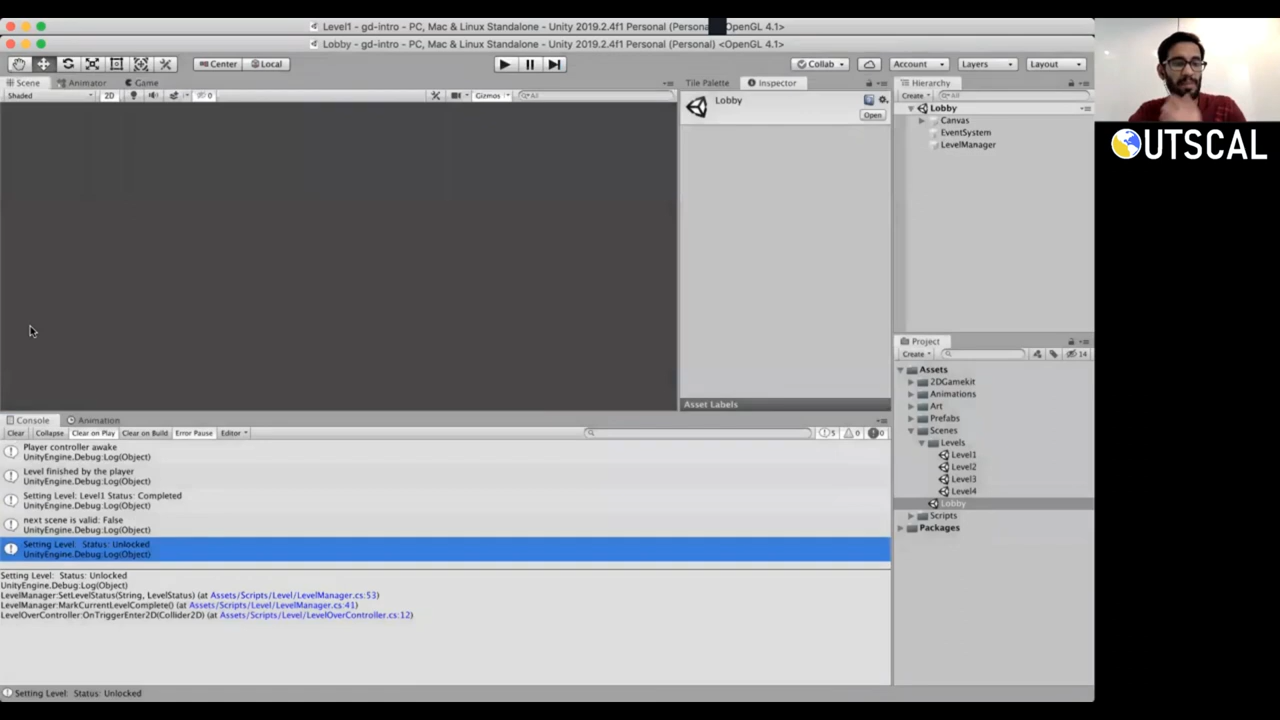 Level1 - gd-intro - PC, Mac & Linux Standalone - Unity 2019.2.4f1 Personal (Persona OpenGL 4.1>
Lobby - gd-intro - PC, Mac & Linux Standalone - Unity 2019.2.4f1 Personal (Personal) <OpenGL 4.1>
Center Local Collab Account Layers Layout
Scene Animator Game
Shaded 2D 0 Gizmos All
Tile Palette Inspector
Lobby
Open
Asset Labels
Hierarchy
Create All
Lobby
Canvas
EventSystem
LevelManager
OUTSCAL
Project
Create 14
Assets
2DGamekit
Animations
Art
Prefabs
Scenes
Levels
Level1
Level2
Level3
Level4
Lobby
Scripts
Packages
Console Animation
Clear Collapse Clear on Play Clear on Build Error Pause Editor 5 0 0
Player controller awake
UnityEngine.Debug:Log(Object)
Level finished by the player
UnityEngine.Debug:Log(Object)
Setting Level: Level1 Status: Completed
UnityEngine.Debug:Log(Object)
next scene is valid: False
UnityEngine.Debug:Log(Object)
Setting Level: Status: Unlocked
UnityEngine.Debug:Log(Object)
Setting Level: Status: Unlocked
UnityEngine.Debug:Log(Object)
LevelManager:SetLevelStatus(String, LevelStatus) (at Assets/Scripts/Level/LevelManager.cs:53)
LevelManager:MarkCurrentLevelComplete() (at Assets/Scripts/Level/LevelManager.cs:41)
LevelOverController:OnTriggerEnter2D(Collider2D) (at Assets/Scripts/Level/LevelOverController.cs:12)
Setting Level: Status: Unlocked